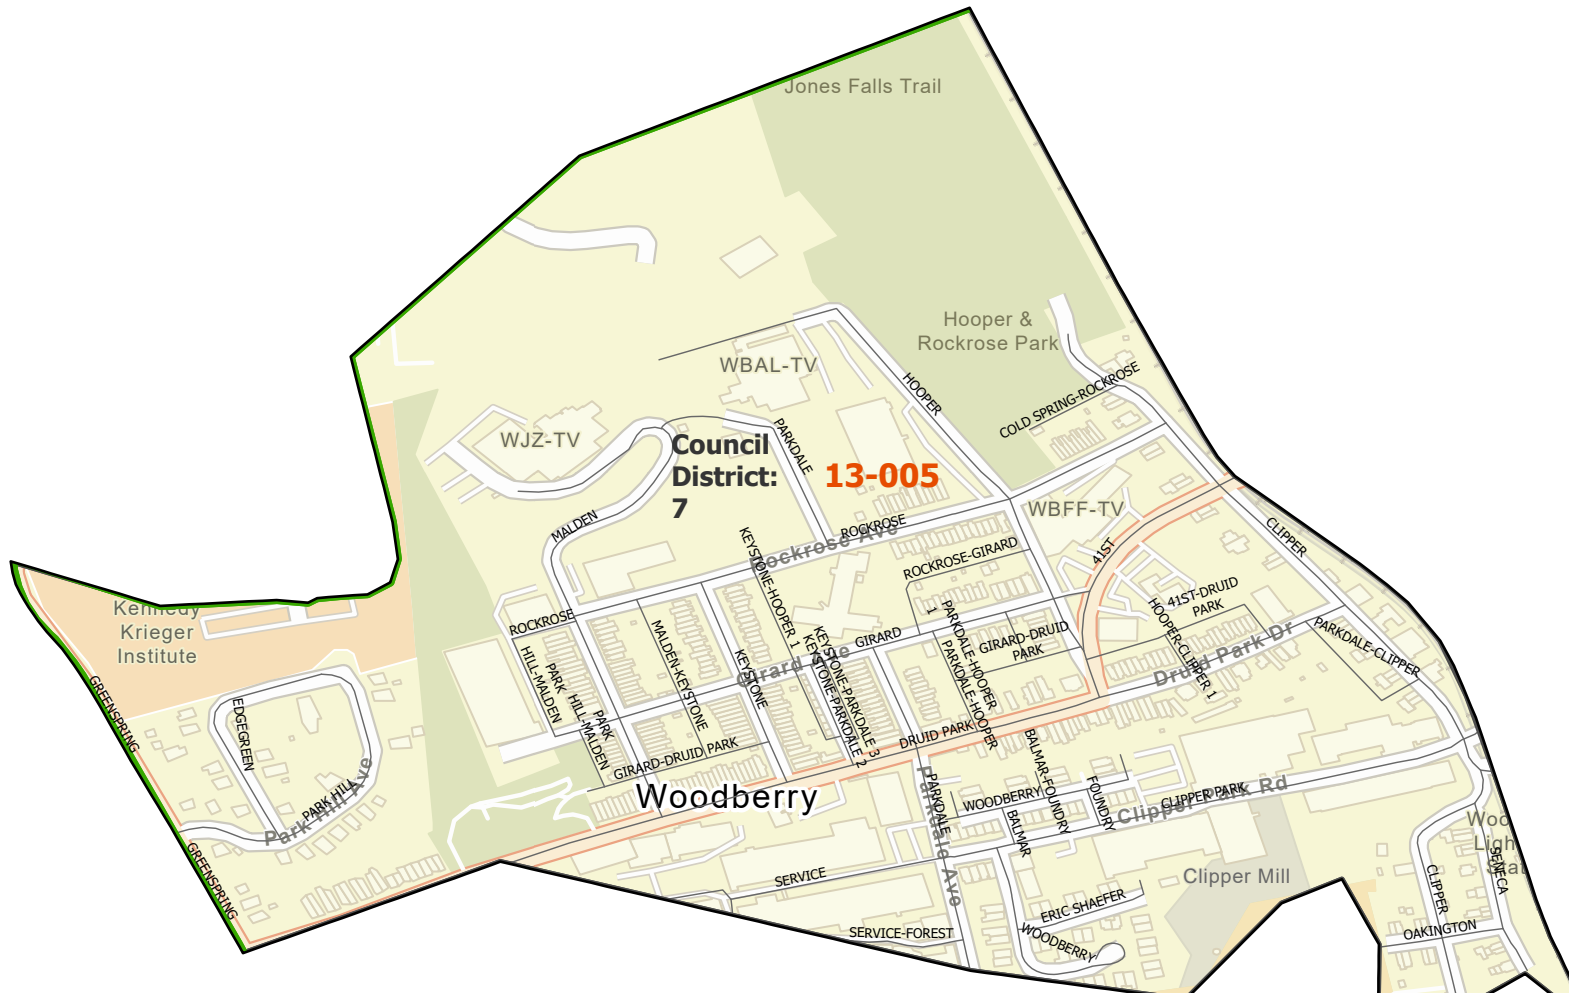 Jones Falls Trail
Hooper &
Rockrose Park
WBAL-TV
HOOPER
COLD SPRING-ROCKROSE
WJZ-TV
PARKDALE
Council
District:
7
13-005
WBFF-TV
MALDEN
ROCKROSE
Rockrose Ave
41ST
CLIPPER
KEYSTONE-HOOPER 1
ROCKROSE-GIRARD
Kennedy
Krieger
Institute
ROCKROSE
41ST-DRUID
PARK
HOOPER-CLIPPER 1
PARKDALE-HOOPER
1
GIRARD
GIRARD-DRUID
PARK
PARKDALE-CLIPPER
Druid Park Dr
MALDEN-KEYSTONE
KEYSTONE
Girard Ave
KEYSTONE-PARKDALE 3
KEYSTONE-PARKDALE 2
PARKDALE-HOOPER
PARK
HILL-MALDEN
PARK
HILL-MALDEN
GREENSPRING
EDGEGREEN
DRUID PARK
GIRARD-DRUID PARK
BALMAR-FOUNDRY
PARK HILL
Park Hill Ave
Woodberry
PARKDALE
Parkdale Ave
WOODBERRY
FOUNDRY
CLIPPER PARK
Clipper Park Rd
BALMAR
GREENSPRING
SERVICE
Clipper Mill
Woo
Ligh
Stat
SENECA
CLIPPER
ERIC SHAEFER
SERVICE-FOREST
WOODBERRY
OAKINGTON